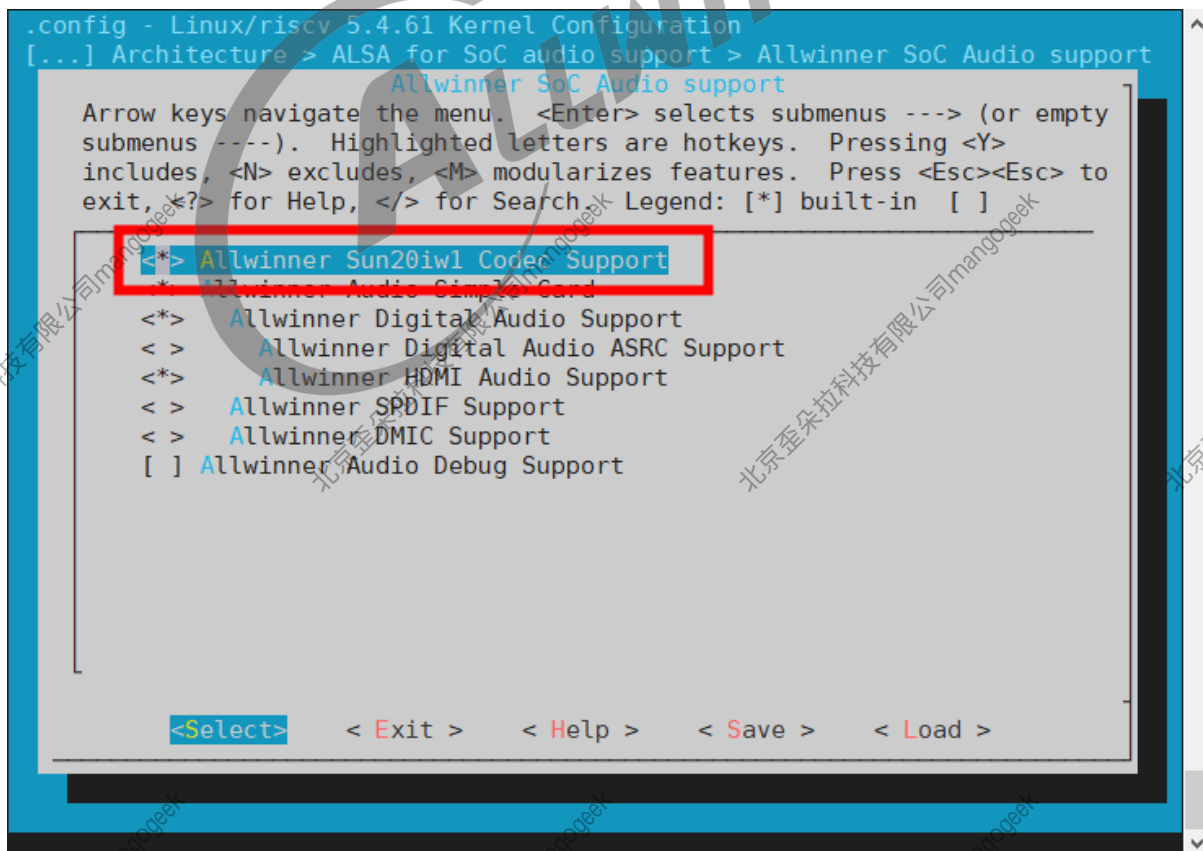 .config - Linux/riscv 5.4.61 Kernel Configuration
[...] Architecture > ALSA for SoC audio support > Allwinner SoC Audio support
Allwinner SoC Audio support
Arrow keys navigate the menu. <Enter> selects submenus ---> (or empty
submenus ----). Highlighted letters are hotkeys. Pressing <Y>
includes, <N> excludes, <M> modularizes features. Press <Esc><Esc> to
exit, <?> for Help, </> for Search. Legend: [*] built-in [ ]
<*> Allwinner Sun20iw1 Codec Support
<*> Allwinner Audio Simple Card
<*> Allwinner Digital Audio Support
< > Allwinner Digital Audio ASRC Support
<*> Allwinner HDMI Audio Support
< > Allwinner SPDIF Support
< > Allwinner DMIC Support
[ ] Allwinner Audio Debug Support
<Select> < Exit > < Help > < Save > < Load >
北京歪朵拉科技有限公司mangogeek
北京歪朵拉科技有限公司mangogeek